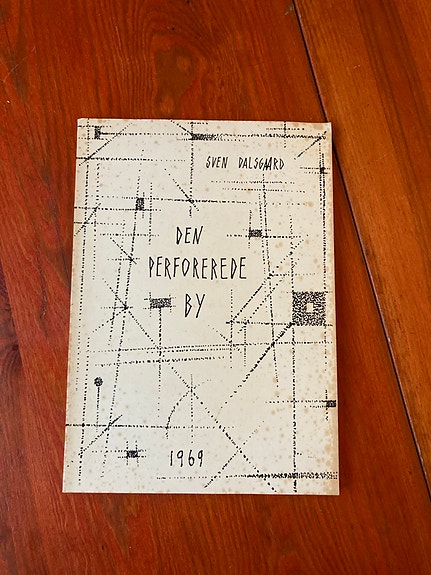 SVEN DALSGAARD
DEN
PERFOREREDE
BY
1969